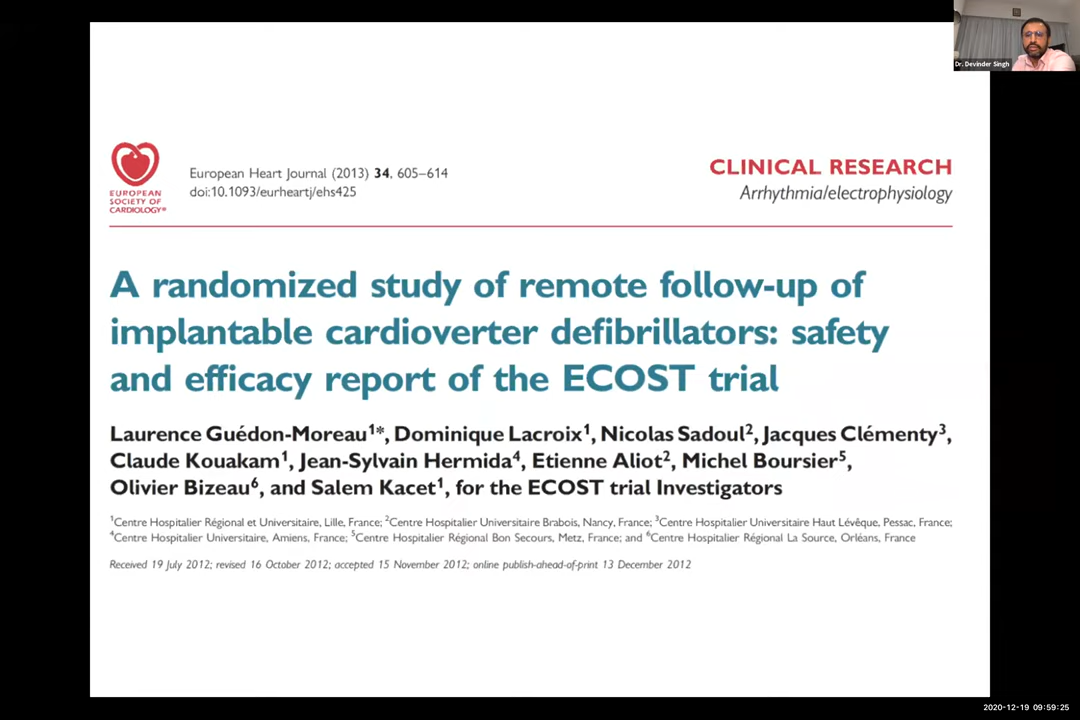 Dr. Devinder Singh
EUROPEAN
SOCIETY OF
CARDIOLOGY®
European Heart Journal (2013) 34, 605–614
doi:10.1093/eurheartj/ehs425
CLINICAL RESEARCH
Arrhythmia/electrophysiology
A randomized study of remote follow-up of
implantable cardioverter defibrillators: safety
and efficacy report of the ECOST trial
Laurence Guédon-Moreau1*, Dominique Lacroix1, Nicolas Sadoul2, Jacques Clémenty3,
Claude Kouakam1, Jean-Sylvain Hermida4, Etienne Aliot2, Michel Boursier5,
Olivier Bizeau6, and Salem Kacet1, for the ECOST trial Investigators
1Centre Hospitalier Régional et Universitaire, Lille, France; 2Centre Hospitalier Universitaire Brabois, Nancy, France; 3Centre Hospitalier Universitaire Haut Lévêque, Pessac, France;
4Centre Hospitalier Universitaire, Amiens, France; 5Centre Hospitalier Régional Bon Secours, Metz, France; and 6Centre Hospitalier Régional La Source, Orléans, France
Received 19 July 2012; revised 16 October 2012; accepted 15 November 2012; online publish-ahead-of-print 13 December 2012
2020-12-19 09:59:25